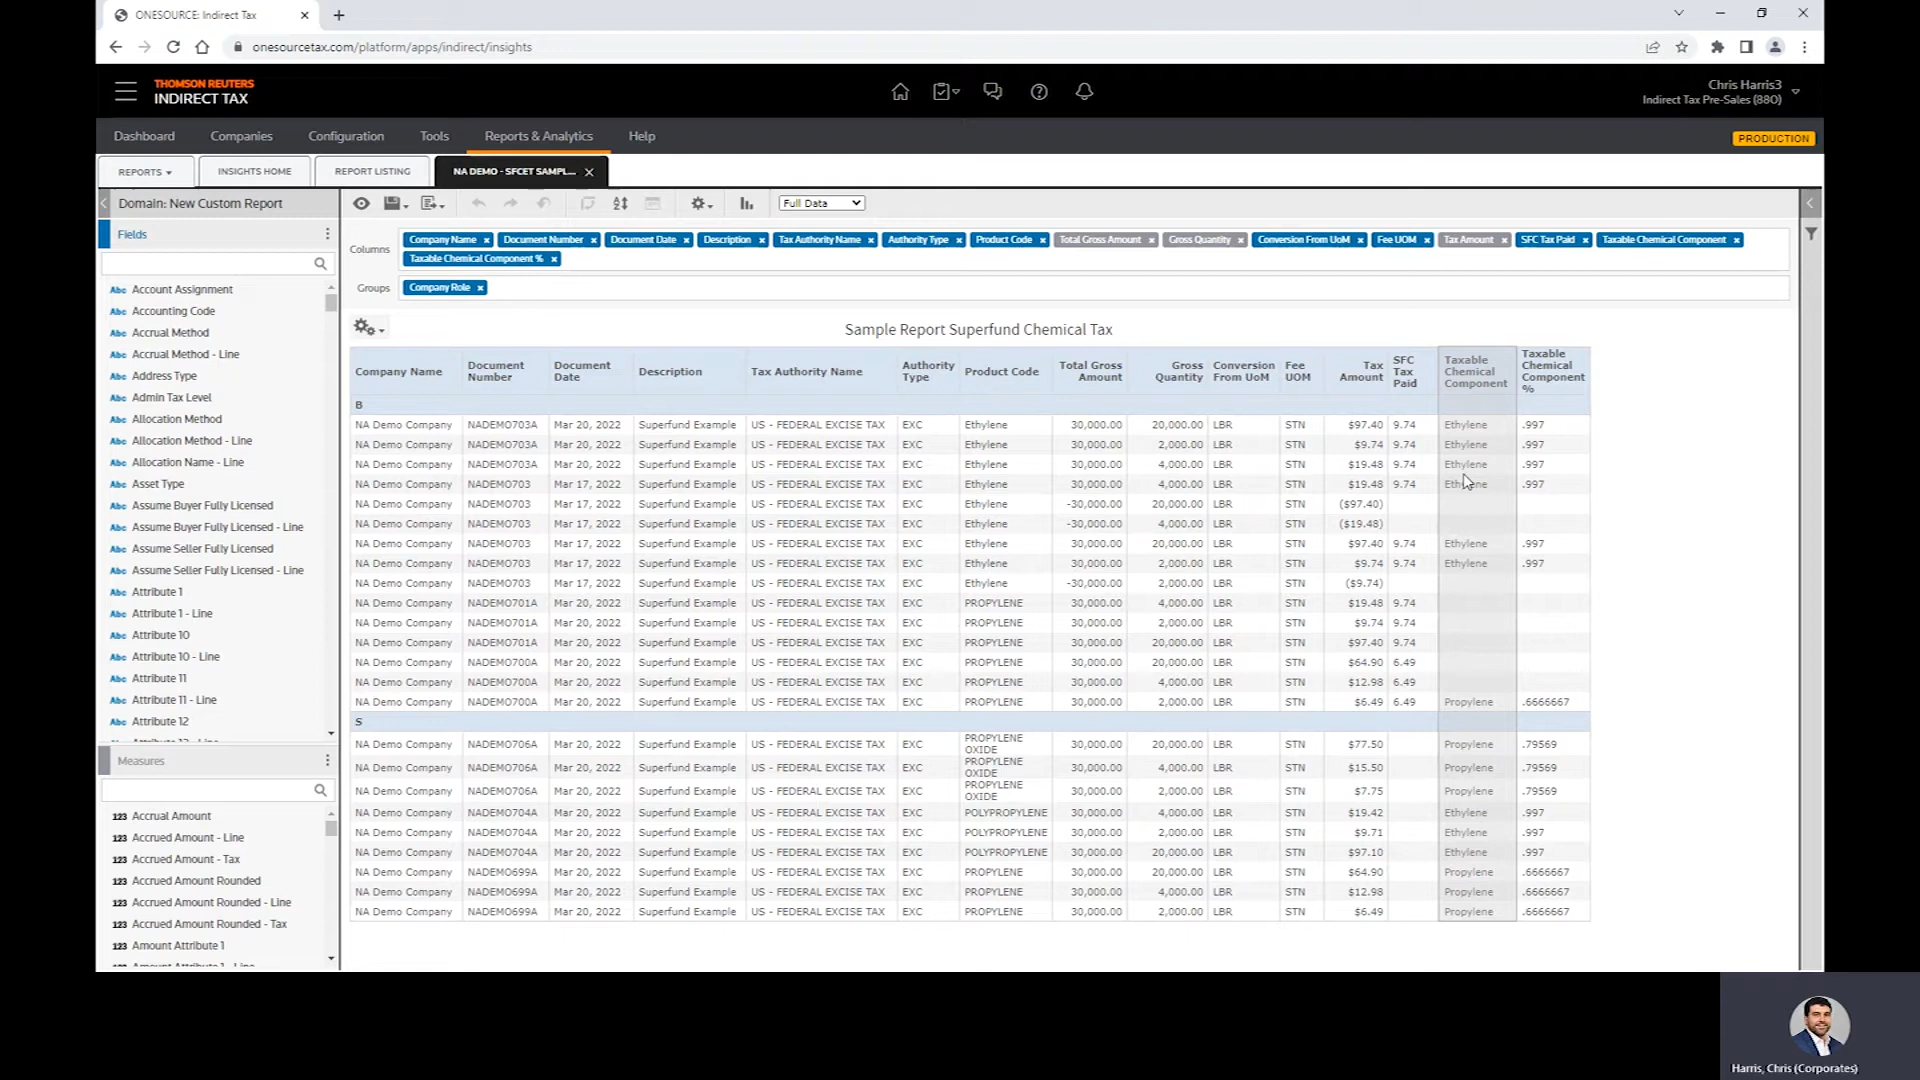 ONESOURCE: Indirect Tax
onesourcetax.com/platform/apps/indirect/insights
THOMSON REUTERS
INDIRECT TAX
Chris Harris3
Indirect Tax Pre-Sales (880)
Dashboard Companies Configuration Tools Reports & Analytics Help
PRODUCTION
REPORTS INSIGHTS HOME REPORT LISTING NA DEMO - SFCET SAMPL...
Domain: New Custom Report
Full Data
Fields
Columns Company Name Document Number Document Date Description Tax Authority Name Authority Type Product Code Total Gross Amount Gross Quantity Conversion From UoM Fee UOM Tax Amount SFC Tax Paid Taxable Chemical Component
Taxable Chemical Component %
Groups Company Role
Abc Account Assignment
Abc Accounting Code
Abc Accrual Method
Abc Accrual Method - Line
Abc Address Type
Abc Admin Tax Level
Abc Allocation Method
Abc Allocation Method - Line
Abc Allocation Name - Line
Abc Asset Type
Abc Assume Buyer Fully Licensed
Abc Assume Buyer Fully Licensed - Line
Abc Assume Seller Fully Licensed
Abc Assume Seller Fully Licensed - Line
Abc Attribute 1
Abc Attribute 1 - Line
Abc Attribute 10
Abc Attribute 10 - Line
Abc Attribute 11
Abc Attribute 11 - Line
Abc Attribute 12
Measures
123 Accrual Amount
123 Accrued Amount - Line
123 Accrued Amount - Tax
123 Accrued Amount Rounded
123 Accrued Amount Rounded - Line
123 Accrued Amount Rounded - Tax
123 Amount Attribute 1
Sample Report Superfund Chemical Tax
Company Name Document Number Document Date Description Tax Authority Name Authority Type Product Code Total Gross Amount Gross Quantity Conversion From UoM Fee UOM Tax Amount SFC Tax Paid Taxable Chemical Component Taxable Chemical Component %
B
NA Demo Company NADEMO703A Mar 20, 2022 Superfund Example US - FEDERAL EXCISE TAX EXC Ethylene 30,000.00 20,000.00 LBR STN $97.40 9.74 Ethylene .997
NA Demo Company NADEMO703A Mar 20, 2022 Superfund Example US - FEDERAL EXCISE TAX EXC Ethylene 30,000.00 2,000.00 LBR STN $9.74 9.74 Ethylene .997
NA Demo Company NADEMO703A Mar 20, 2022 Superfund Example US - FEDERAL EXCISE TAX EXC Ethylene 30,000.00 4,000.00 LBR STN $19.48 9.74 Ethylene .997
NA Demo Company NADEMO703 Mar 17, 2022 Superfund Example US - FEDERAL EXCISE TAX EXC Ethylene 30,000.00 4,000.00 LBR STN $19.48 9.74 Ethylene .997
NA Demo Company NADEMO703 Mar 17, 2022 Superfund Example US - FEDERAL EXCISE TAX EXC Ethylene -30,000.00 20,000.00 LBR STN ($97.40)
NA Demo Company NADEMO703 Mar 17, 2022 Superfund Example US - FEDERAL EXCISE TAX EXC Ethylene -30,000.00 4,000.00 LBR STN ($19.48)
NA Demo Company NADEMO703 Mar 17, 2022 Superfund Example US - FEDERAL EXCISE TAX EXC Ethylene 30,000.00 20,000.00 LBR STN $97.40 9.74 Ethylene .997
NA Demo Company NADEMO703 Mar 17, 2022 Superfund Example US - FEDERAL EXCISE TAX EXC Ethylene 30,000.00 2,000.00 LBR STN $9.74 9.74 Ethylene .997
NA Demo Company NADEMO703 Mar 17, 2022 Superfund Example US - FEDERAL EXCISE TAX EXC Ethylene -30,000.00 2,000.00 LBR STN ($9.74)
NA Demo Company NADEMO701A Mar 20, 2022 Superfund Example US - FEDERAL EXCISE TAX EXC PROPYLENE 30,000.00 4,000.00 LBR STN $19.48 9.74
NA Demo Company NADEMO701A Mar 20, 2022 Superfund Example US - FEDERAL EXCISE TAX EXC PROPYLENE 30,000.00 2,000.00 LBR STN $9.74 9.74
NA Demo Company NADEMO701A Mar 20, 2022 Superfund Example US - FEDERAL EXCISE TAX EXC PROPYLENE 30,000.00 20,000.00 LBR STN $97.40 9.74
NA Demo Company NADEMO700A Mar 20, 2022 Superfund Example US - FEDERAL EXCISE TAX EXC PROPYLENE 30,000.00 20,000.00 LBR STN $64.90 6.49
NA Demo Company NADEMO700A Mar 20, 2022 Superfund Example US - FEDERAL EXCISE TAX EXC PROPYLENE 30,000.00 4,000.00 LBR STN $12.98 6.49
NA Demo Company NADEMO700A Mar 20, 2022 Superfund Example US - FEDERAL EXCISE TAX EXC PROPYLENE 30,000.00 2,000.00 LBR STN $6.49 6.49 Propylene .6666667
S
NA Demo Company NADEMO706A Mar 20, 2022 Superfund Example US - FEDERAL EXCISE TAX EXC PROPYLENE OXIDE 30,000.00 20,000.00 LBR STN $77.50 Propylene .79569
NA Demo Company NADEMO706A Mar 20, 2022 Superfund Example US - FEDERAL EXCISE TAX EXC PROPYLENE OXIDE 30,000.00 4,000.00 LBR STN $15.50 Propylene .79569
NA Demo Company NADEMO706A Mar 20, 2022 Superfund Example US - FEDERAL EXCISE TAX EXC PROPYLENE OXIDE 30,000.00 2,000.00 LBR STN $7.75 Propylene .79569
NA Demo Company NADEMO704A Mar 20, 2022 Superfund Example US - FEDERAL EXCISE TAX EXC POLYPROPYLENE 30,000.00 4,000.00 LBR STN $19.42 Ethylene .997
NA Demo Company NADEMO704A Mar 20, 2022 Superfund Example US - FEDERAL EXCISE TAX EXC POLYPROPYLENE 30,000.00 2,000.00 LBR STN $9.71 Ethylene .997
NA Demo Company NADEMO704A Mar 20, 2022 Superfund Example US - FEDERAL EXCISE TAX EXC POLYPROPYLENE 30,000.00 20,000.00 LBR STN $97.10 Ethylene .997
NA Demo Company NADEMO699A Mar 20, 2022 Superfund Example US - FEDERAL EXCISE TAX EXC PROPYLENE 30,000.00 20,000.00 LBR STN $64.90 Propylene .6666667
NA Demo Company NADEMO699A Mar 20, 2022 Superfund Example US - FEDERAL EXCISE TAX EXC PROPYLENE 30,000.00 4,000.00 LBR STN $12.98 Propylene .6666667
NA Demo Company NADEMO699A Mar 20, 2022 Superfund Example US - FEDERAL EXCISE TAX EXC PROPYLENE 30,000.00 2,000.00 LBR STN $6.49 Propylene .6666667
Harris, Chris (Corporates)